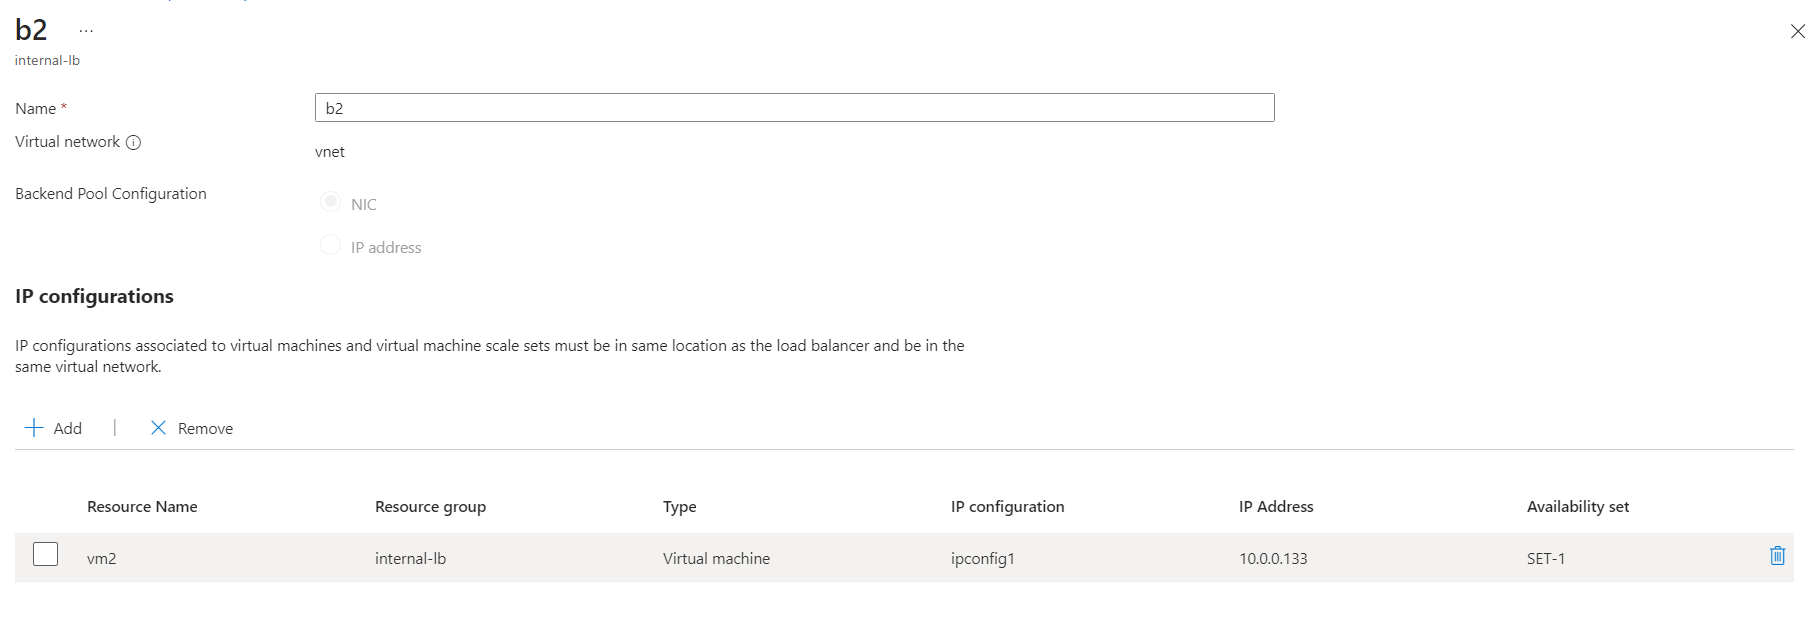 b2 ...
internal-lb
Name *
b2
Virtual network
vnet
Backend Pool Configuration
NIC
IP address
IP configurations
IP configurations associated to virtual machines and virtual machine scale sets must be in same location as the load balancer and be in the
same virtual network.
Add | Remove
Resource Name Resource group Type IP configuration IP Address Availability set
vm2 internal-lb Virtual machine ipconfig1 10.0.0.133 SET-1